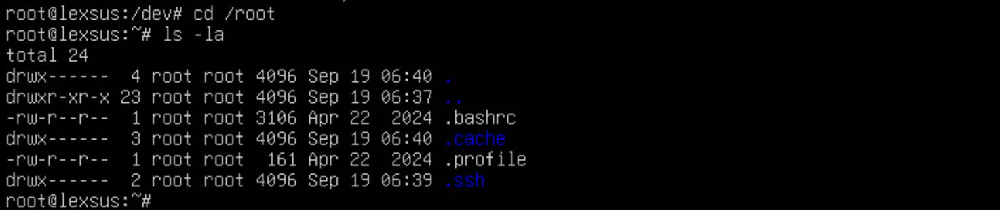 root@lexsus:/dev# cd /root
root@lexsus:~# ls -la
total 24
drwx------  4 root root 4096 Sep 19 06:40 .
drwxr-xr-x 23 root root 4096 Sep 19 06:37 ..
-rw-r--r--  1 root root 3106 Apr 22  2024 .bashrc
drwx------  3 root root 4096 Sep 19 06:40 .cache
-rw-r--r--  1 root root  161 Apr 22  2024 .profile
drwx------  2 root root 4096 Sep 19 06:39 .ssh
root@lexsus:~#